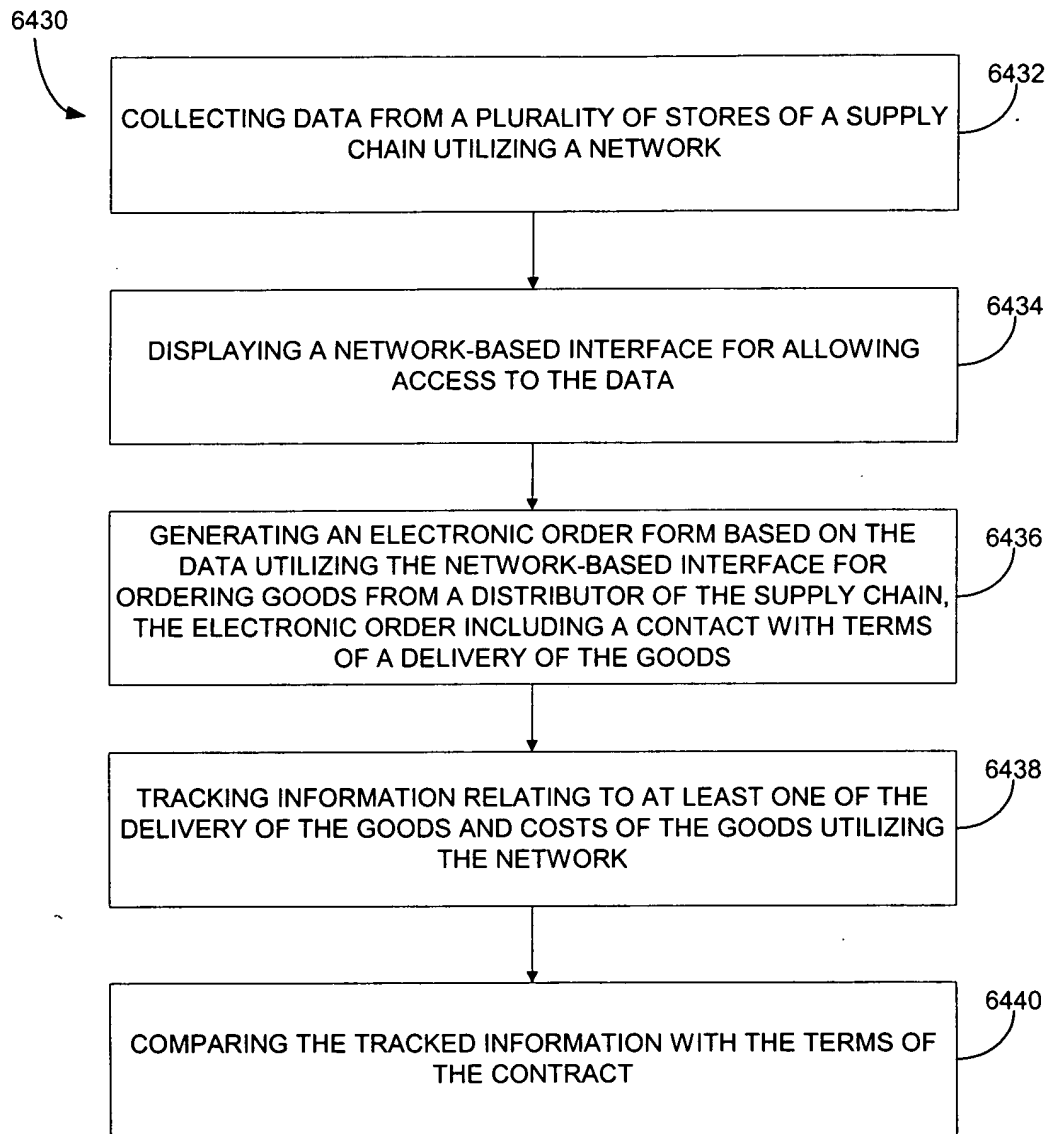 6430
6432
COLLECTING DATA FROM A PLURALITY OF STORES OF A SUPPLY
CHAIN UTILIZING A NETWORK
6434
DISPLAYING A NETWORK-BASED INTERFACE FOR ALLOWING
ACCESS TO THE DATA
6436
GENERATING AN ELECTRONIC ORDER FORM BASED ON THE
DATA UTILIZING THE NETWORK-BASED INTERFACE FOR
ORDERING GOODS FROM A DISTRIBUTOR OF THE SUPPLY CHAIN,
THE ELECTRONIC ORDER INCLUDING A CONTACT WITH TERMS
OF A DELIVERY OF THE GOODS
6438
TRACKING INFORMATION RELATING TO AT LEAST ONE OF THE
DELIVERY OF THE GOODS AND COSTS OF THE GOODS UTILIZING
THE NETWORK
6440
COMPARING THE TRACKED INFORMATION WITH THE TERMS OF
THE CONTRACT